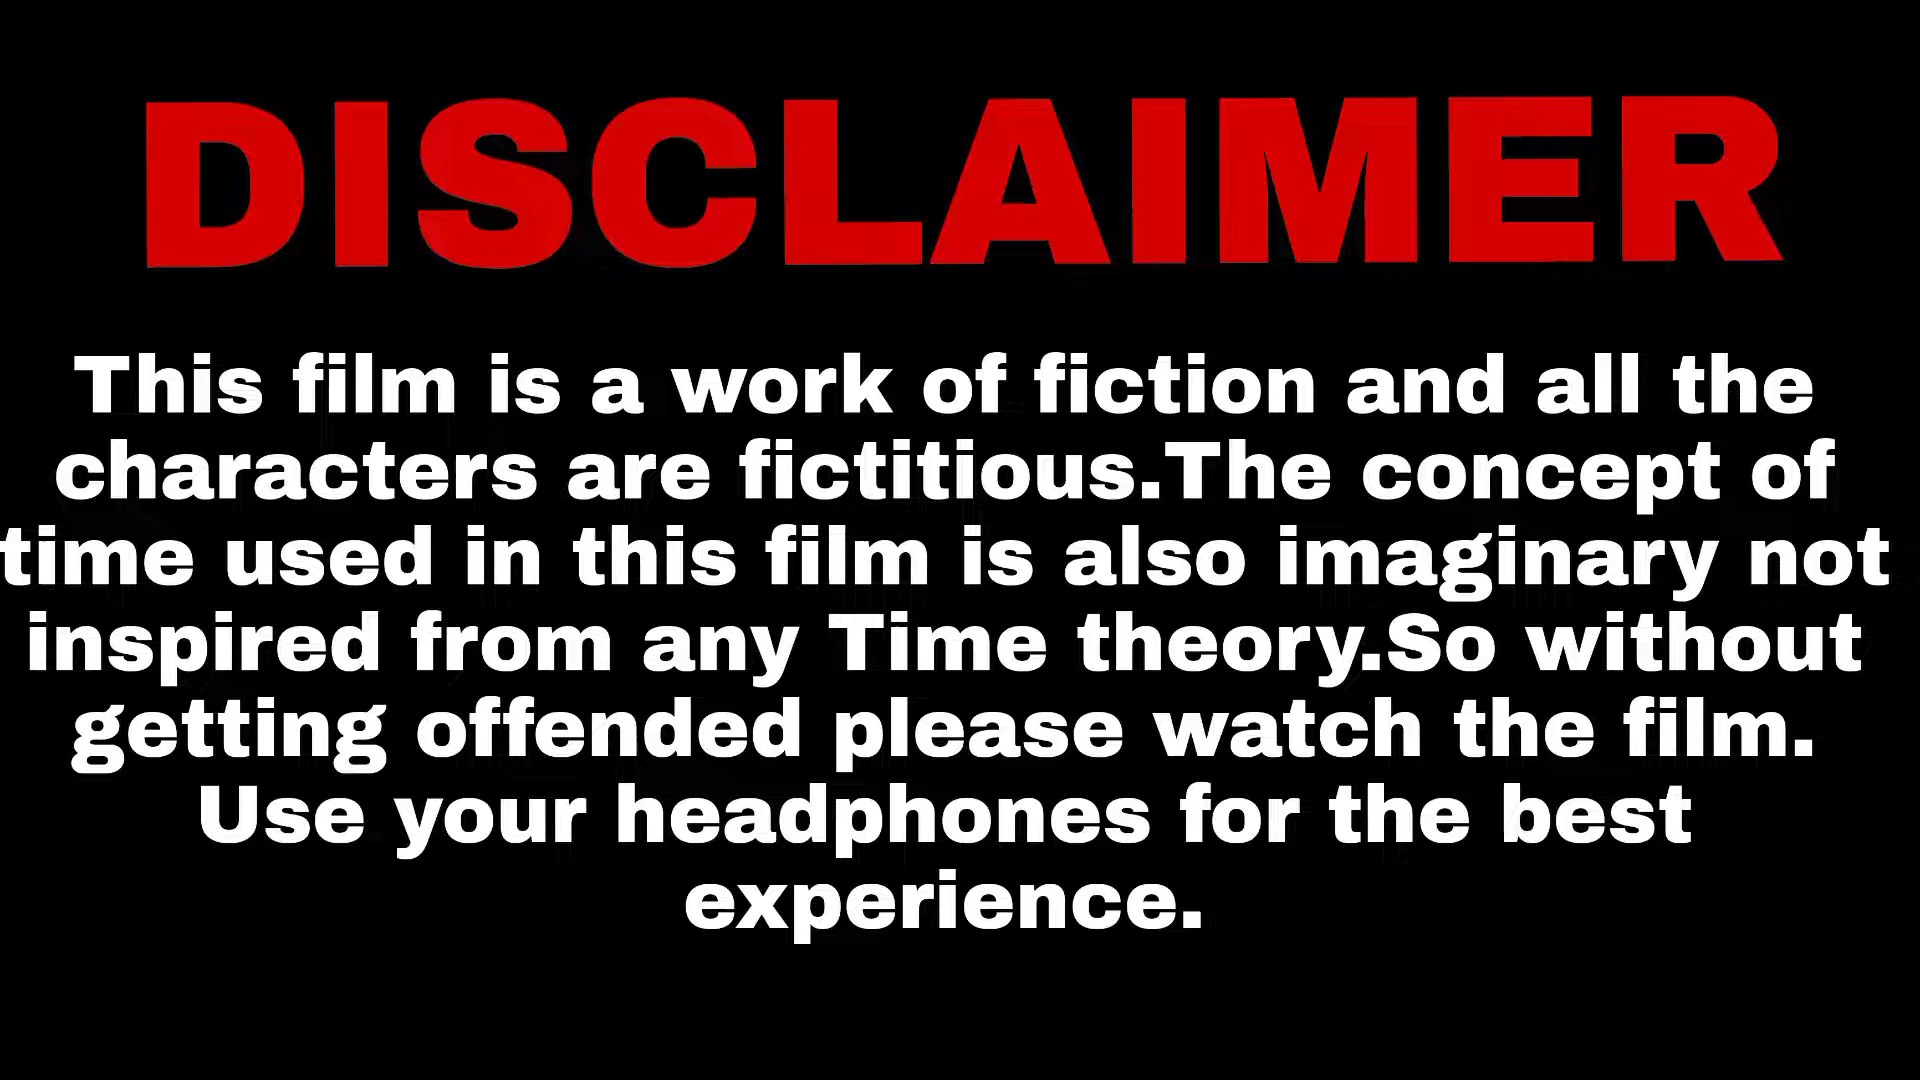 DISCLAIMER
This film is a work of fiction and all the
characters are fictitious.The concept of
time used in this film is also imaginary not
inspired from any Time theory.So without
getting offended please watch the film.
Use your headphones for the best
experience.